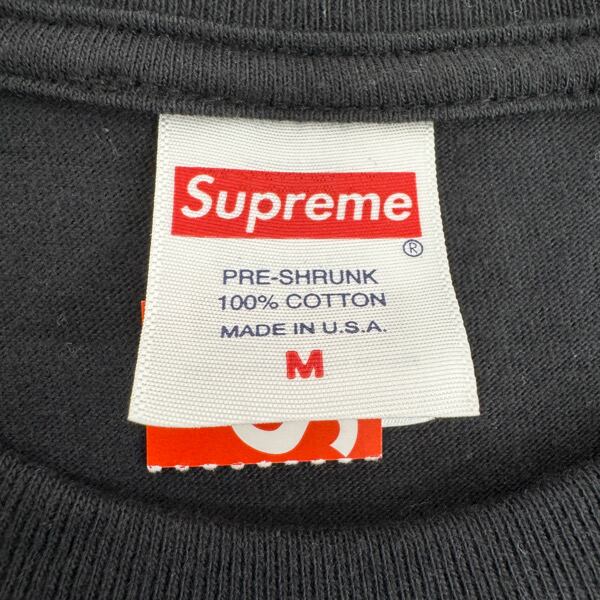 Supreme
®
PRE-SHRUNK
100% COTTON
MADE IN U.S.A.
M